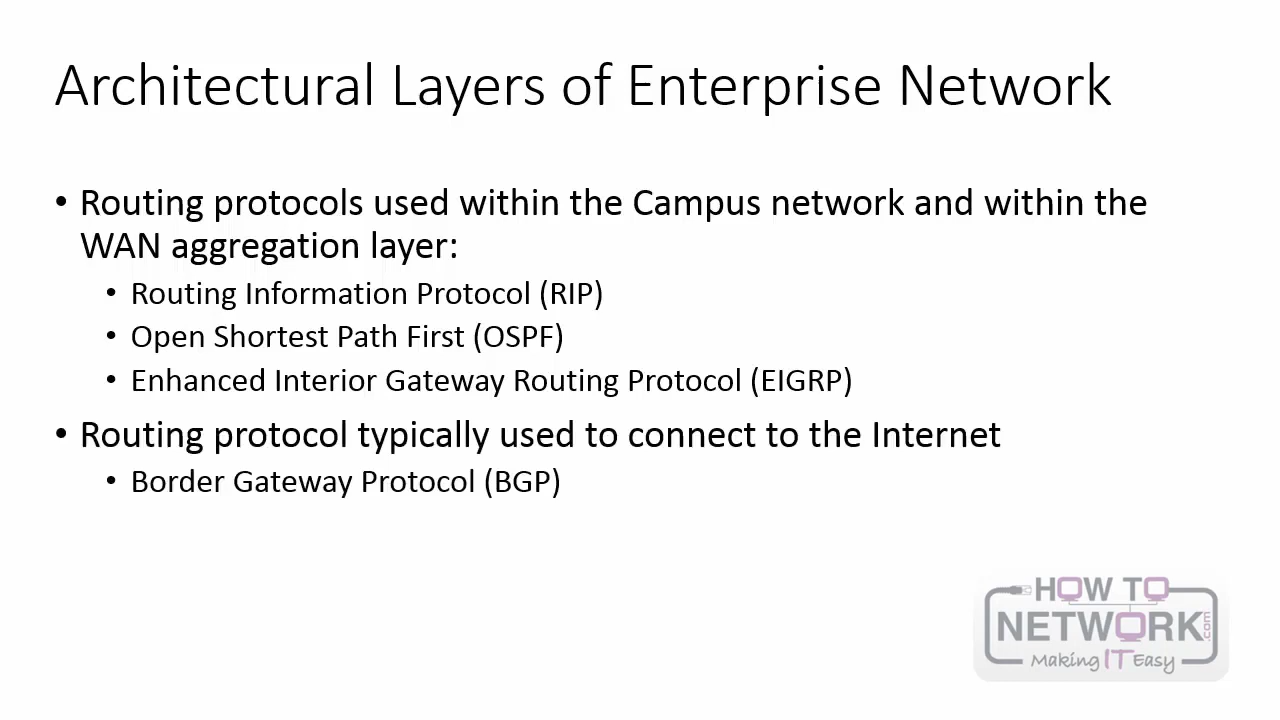 Architectural Layers of Enterprise Network
• Routing protocols used within the Campus network and within the
WAN aggregation layer:
• Routing Information Protocol (RIP)
• Open Shortest Path First (OSPF)
• Enhanced Interior Gateway Routing Protocol (EIGRP)
• Routing protocol typically used to connect to the Internet
• Border Gateway Protocol (BGP)
HOW TO
NETWORK.com
Making IT Easy